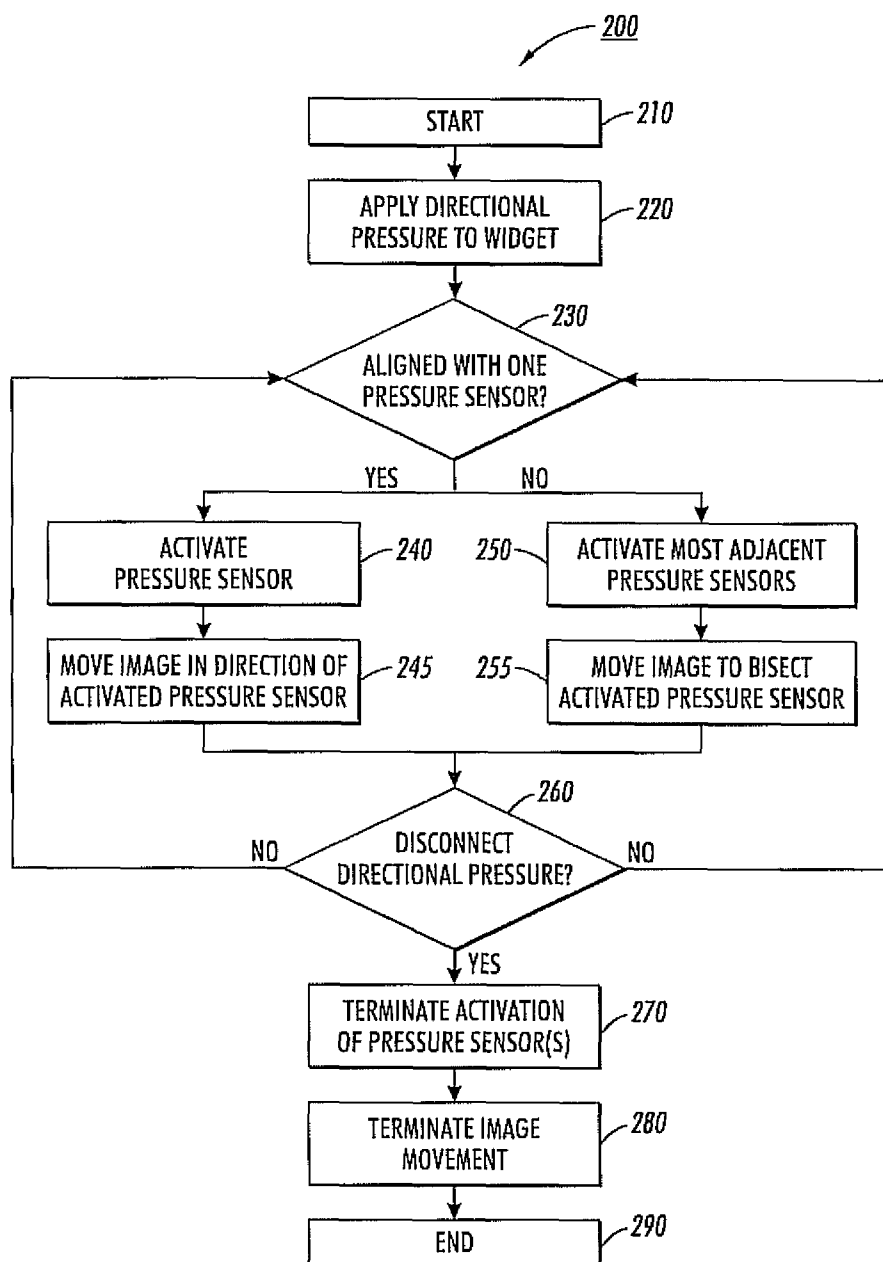 200
START
210
APPLY DIRECTIONAL
PRESSURE TO WIDGET
220
230
ALIGNED WITH ONE
PRESSURE SENSOR?
YES
NO
ACTIVATE
PRESSURE SENSOR
240
250
ACTIVATE MOST ADJACENT
PRESSURE SENSORS
MOVE IMAGE IN DIRECTION OF
ACTIVATED PRESSURE SENSOR
245
255
MOVE IMAGE TO BISECT
ACTIVATED PRESSURE SENSOR
260
DISCONNECT
DIRECTIONAL PRESSURE?
NO
NO
YES
TERMINATE ACTIVATION
OF PRESSURE SENSOR(S)
270
TERMINATE IMAGE
MOVEMENT
280
END
290